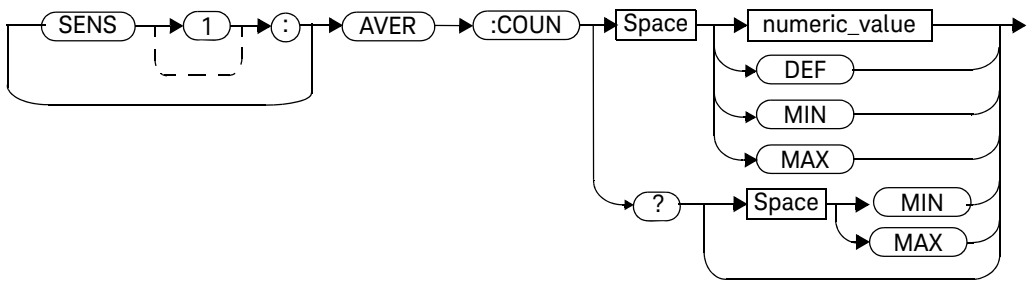 SENS 1 : AVER :COUN Space numeric_value
DEF
MIN
MAX
? Space MIN
MAX